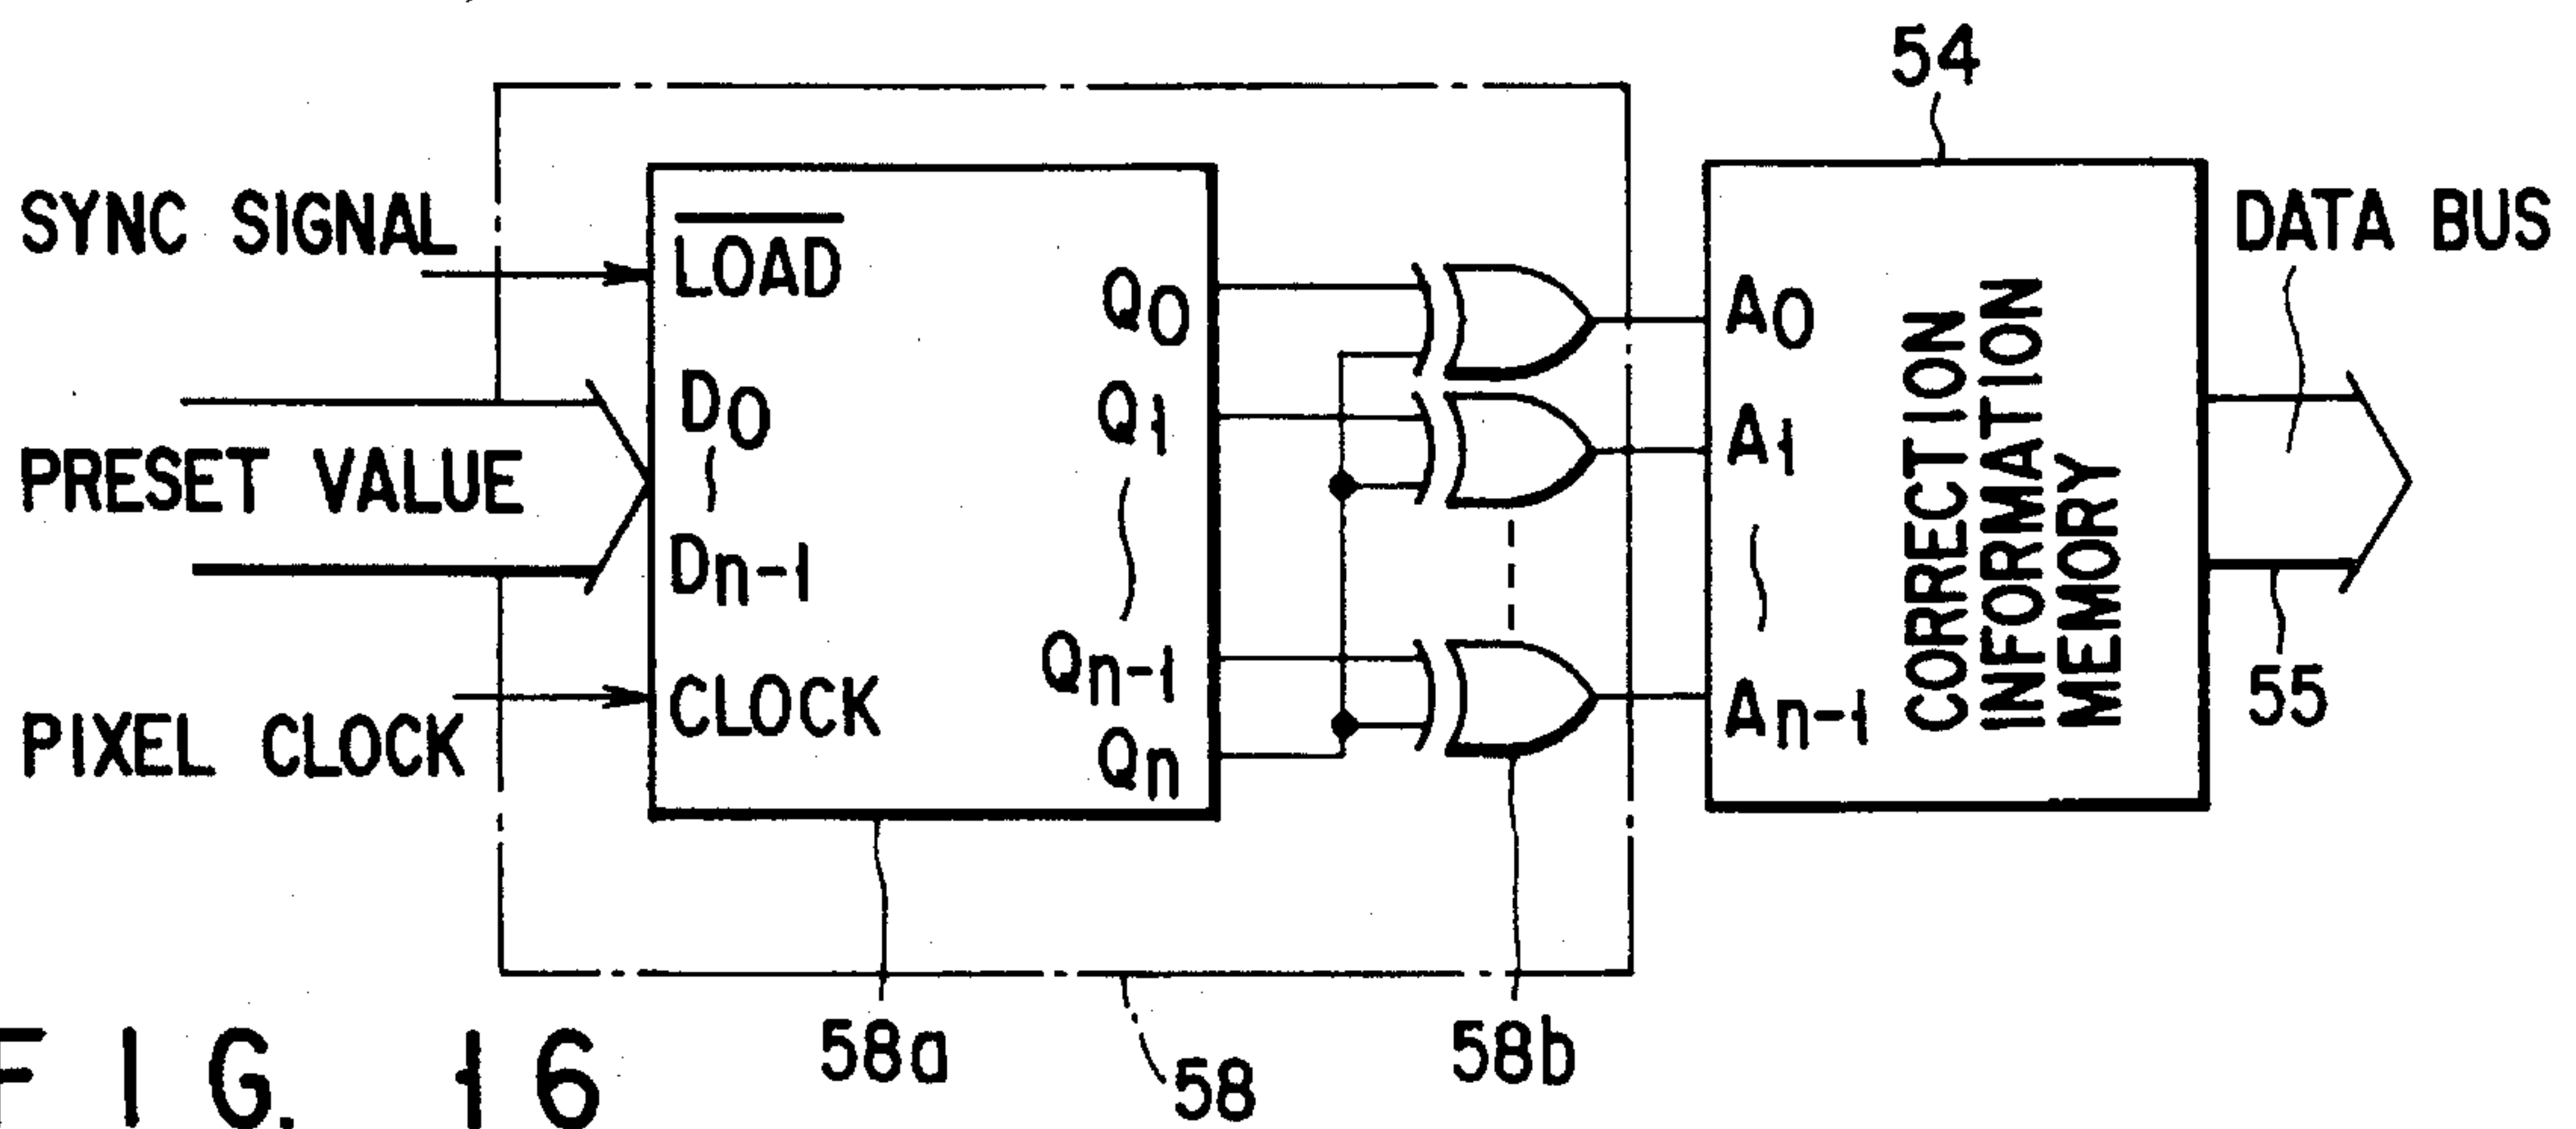 54
SYNC SIGNAL
LOAD
DATA BUS
Q0
A0
D0
Q1
A1
PRESET VALUE
CORRECTION
INFORMATION
MEMORY
Dn-1
Qn-1
An-1
55
PIXEL CLOCK
CLOCK
Qn
58a
58
58b
FIG. 16